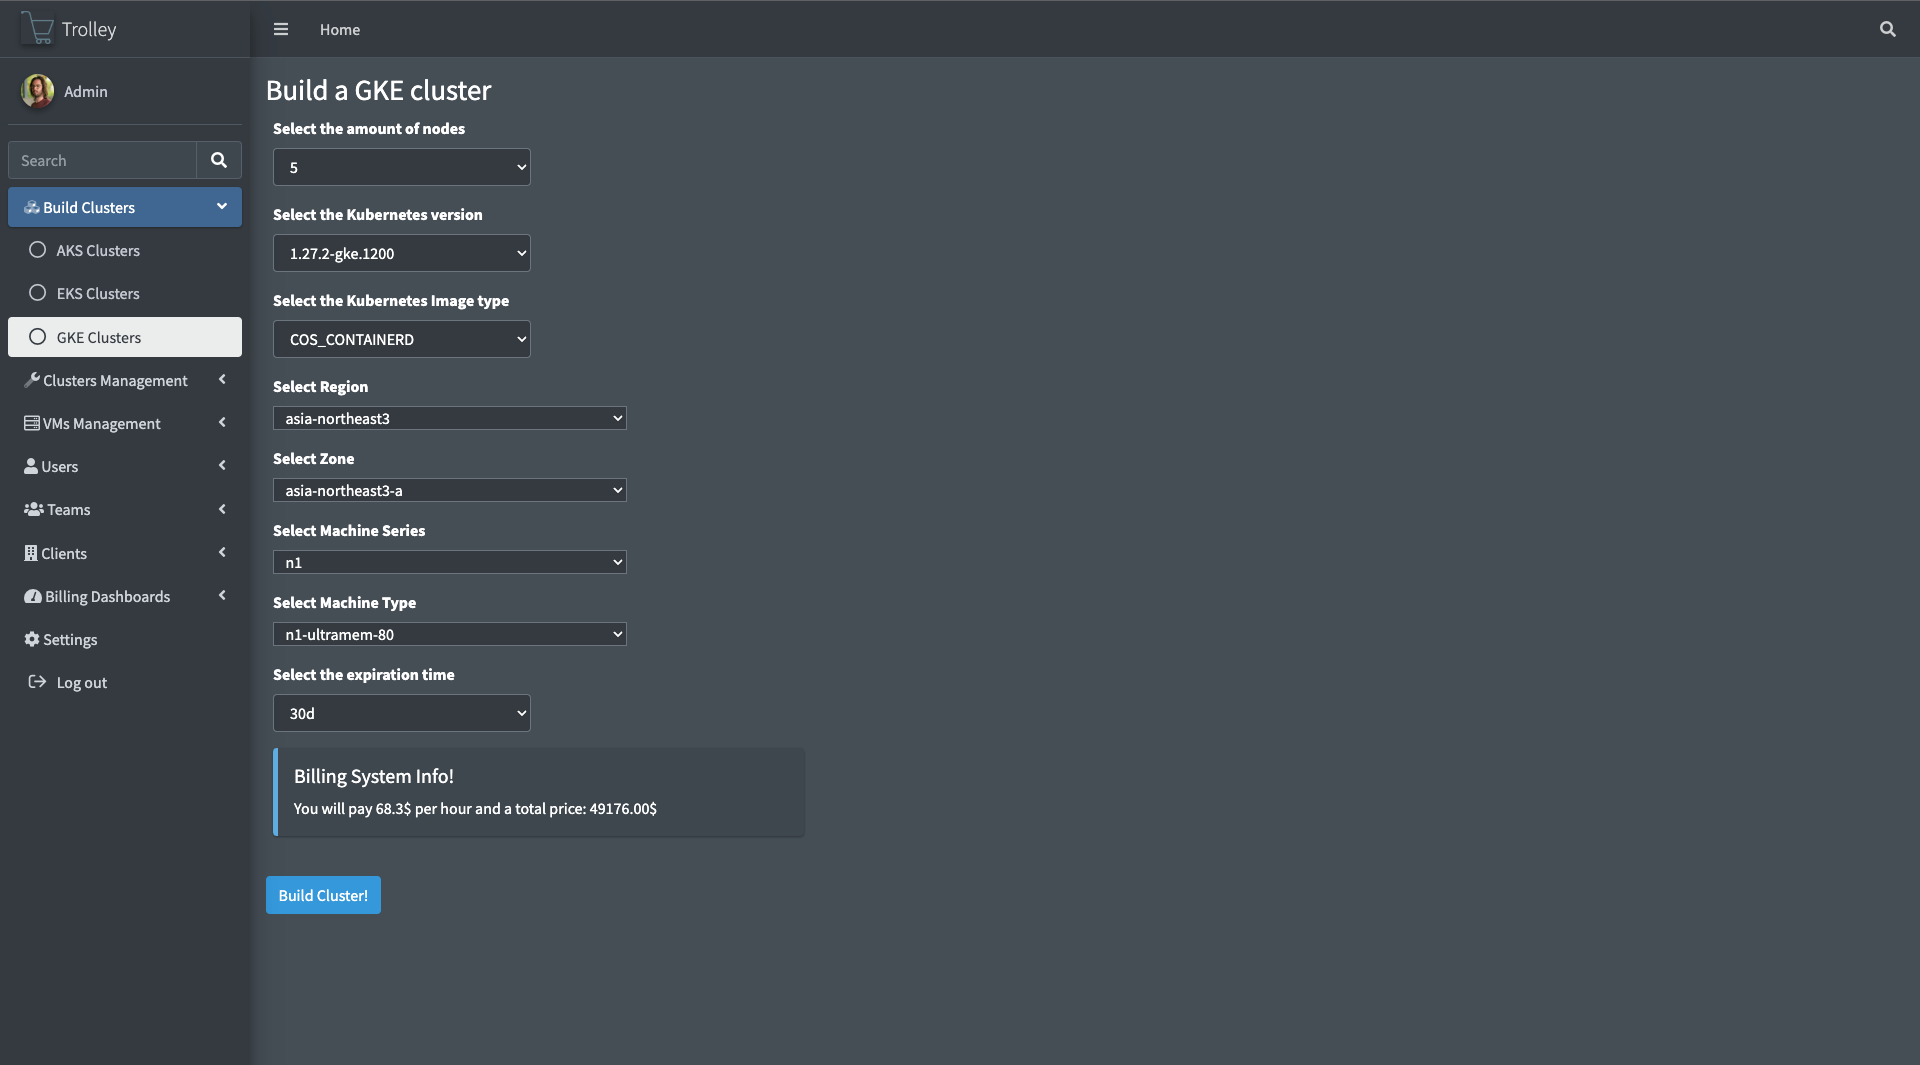 Trolley
Home
Admin
Search
Build Clusters
AKS Clusters
EKS Clusters
GKE Clusters
Clusters Management
VMs Management
Users
Teams
Clients
Billing Dashboards
Settings
Log out
Build a GKE cluster
Select the amount of nodes
5
Select the Kubernetes version
1.27.2-gke.1200
Select the Kubernetes Image type
COS_CONTAINERD
Select Region
asia-northeast3
Select Zone
asia-northeast3-a
Select Machine Series
n1
Select Machine Type
n1-ultramem-80
Select the expiration time
30d
Billing System Info!
You will pay 68.3$ per hour and a total price: 49176.00$
Build Cluster!